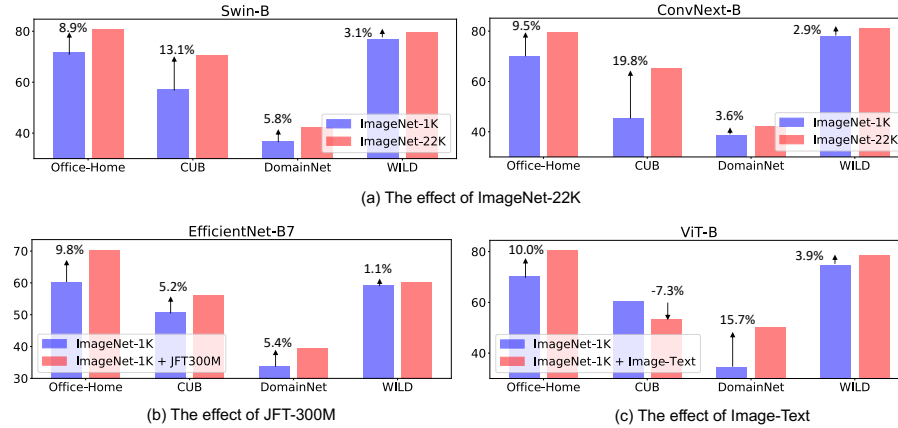 Swin-B
80
60
40
8.9%
13.1%
5.8%
3.1%
ImageNet-1K
ImageNet-22K
Office-Home CUB DomainNet WILD
ConvNext-B
80
60
40
9.5%
19.8%
3.6%
2.9%
ImageNet-1K
ImageNet-22K
Office-Home CUB DomainNet WILD
(a) The effect of ImageNet-22K
EfficientNet-B7
70
60
50
40
30
9.8%
5.2%
5.4%
1.1%
ImageNet-1K
ImageNet-1K + JFT300M
Office-Home CUB DomainNet WILD
(b) The effect of JFT-300M
ViT-B
80
60
40
10.0%
-7.3%
15.7%
3.9%
ImageNet-1K
ImageNet-1K + Image-Text
Office-Home CUB DomainNet WILD
(c) The effect of Image-Text